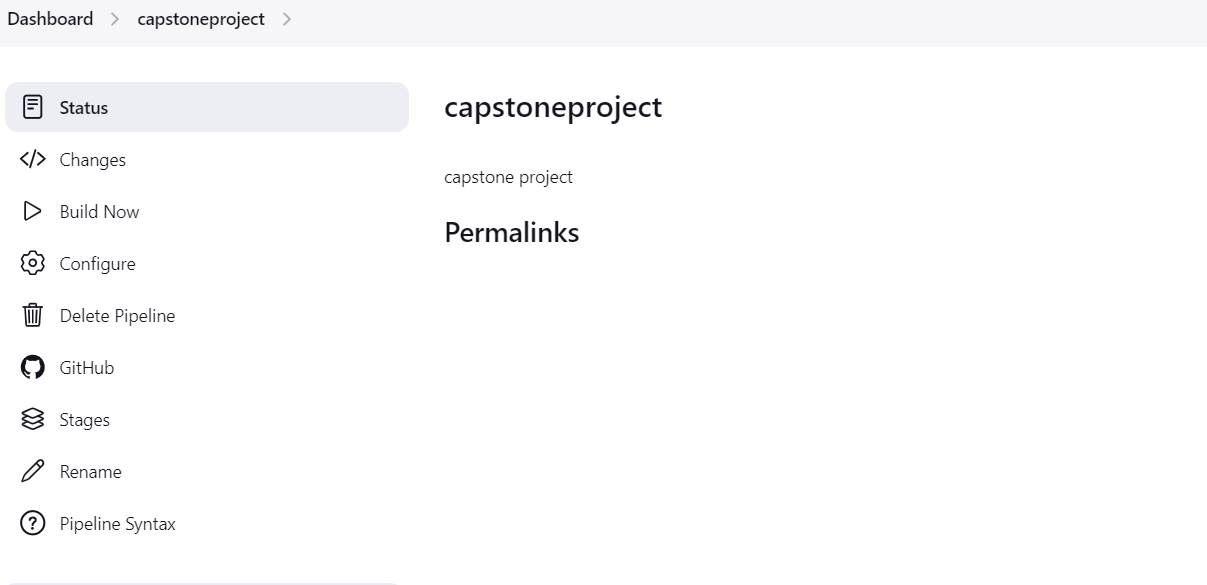 Dashboard > capstoneproject >
Status
Changes
Build Now
Configure
Delete Pipeline
GitHub
Stages
Rename
Pipeline Syntax
capstoneproject
capstone project
Permalinks